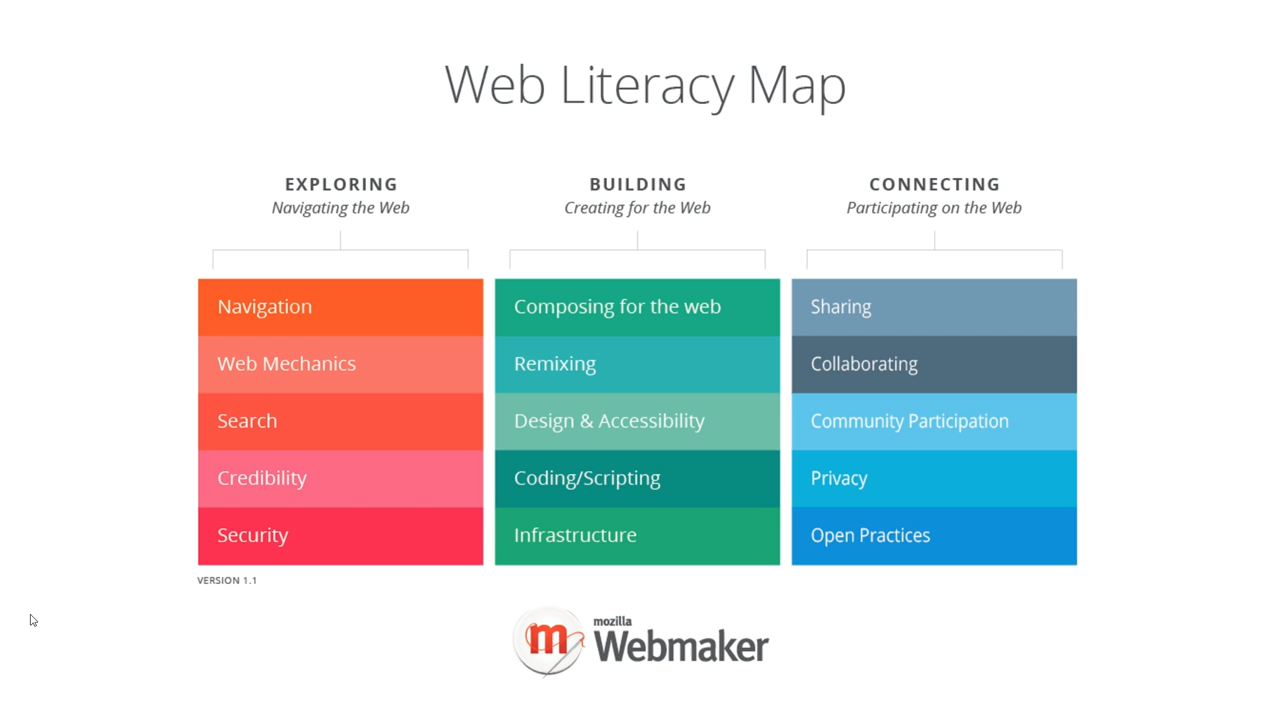 Web Literacy Map
EXPLORING
Navigating the Web
Navigation
Web Mechanics
Search
Credibility
Security
BUILDING
Creating for the Web
Composing for the web
Remixing
Design & Accessibility
Coding/Scripting
Infrastructure
CONNECTING
Participating on the Web
Sharing
Collaborating
Community Participation
Privacy
Open Practices
VERSION 1.1
m
mozilla
Webmaker